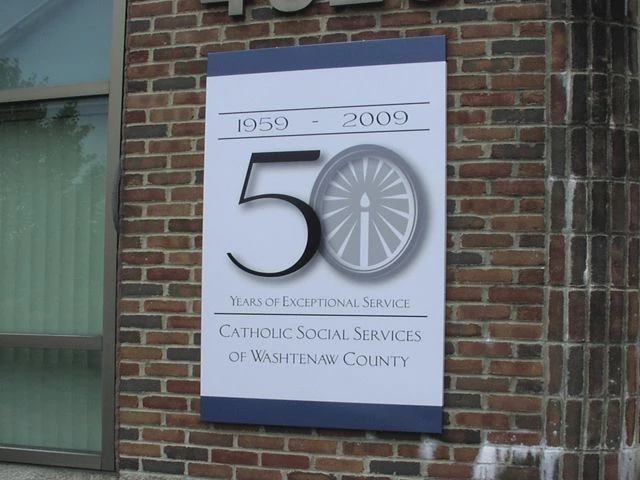 1959 - 2009
50
YEARS OF EXCEPTIONAL SERVICE
CATHOLIC SOCIAL SERVICES
OF WASHTENAW COUNTY